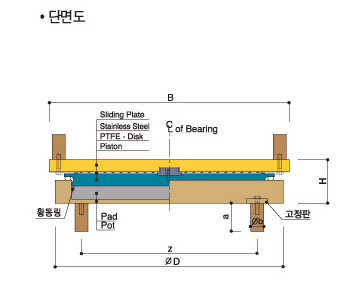 • 단면도
B
Sliding Plate
Stainless Steel
PTFE - Disk
Piston
C
L of Bearing
H
황동링
Pad
Pot
a
Øb
고정판
z
ØD